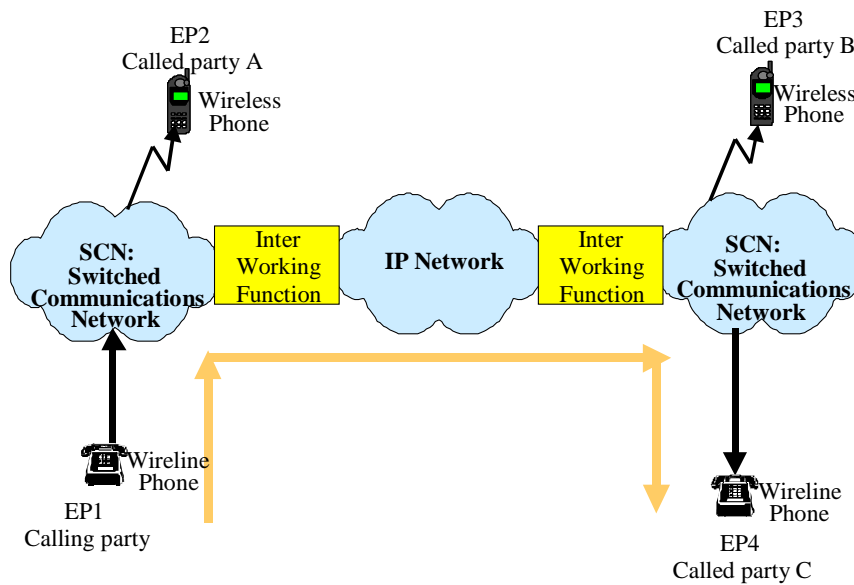 EP2
Called party A
Wireless
Phone
EP3
Called party B
Wireless
Phone
SCN:
Switched
Communications
Network
Inter
Working
Function
IP Network
Inter
Working
Function
SCN:
Switched
Communications
Network
Wireline
Phone
EP1
Calling party
Wireline
Phone
EP4
Called party C